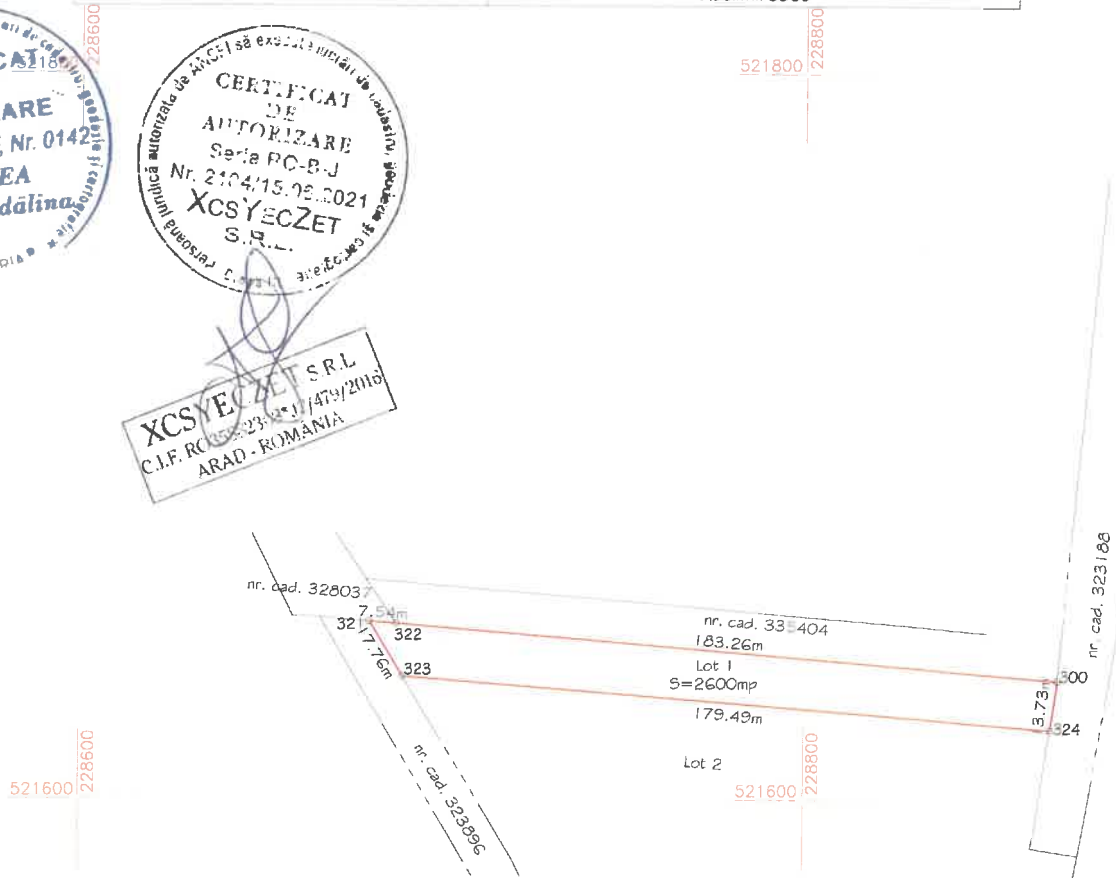 228600
228800
521800
521800
ARE
Nr. 0142
EA
dălina
CERTIFICAT
DE
AUTORIZARE
Seria RO-B-J
XCSYECZET
S.R.L.
Persoană juridică autorizată de să execute lucrări de cadastru, geodezie și cartografie
XCSYECZET S.R.L
C.I.F.
ARAD - ROMÂNIA
nr. cad. 328037
7.54m
321
322
nr. cad. 335404
183.26m
17.76m
323
Lot 1
S=2600mp
300
nr. cad. 323188
179.49m
3.73
324
Lot 2
nr. cad. 323896
521600
228600
521600
228800